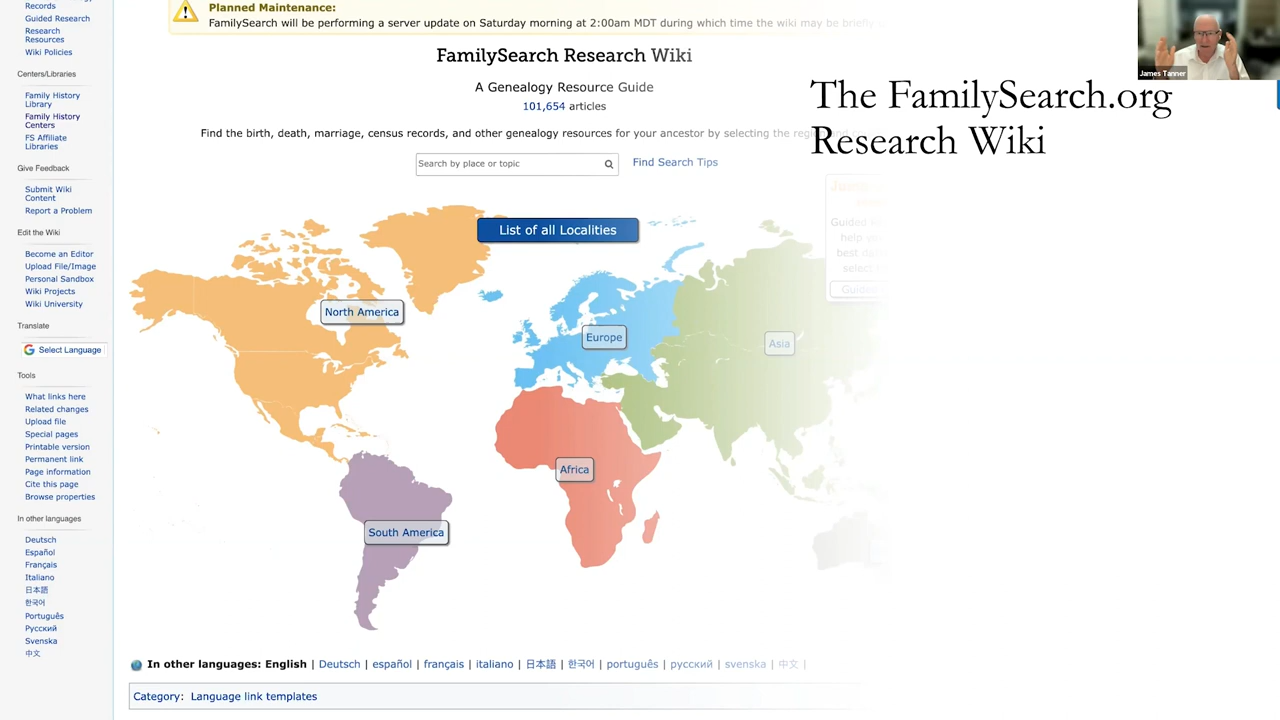 Records
Guided Research
Research
Resources
Wiki Policies
Centers/Libraries
Family History
Library
Family History
Centers
FS Affiliate
Libraries
Give Feedback
Submit Wiki
Content
Report a Problem
Edit the Wiki
Become an Editor
Upload File/Image
Personal Sandbox
Wiki Projects
Wiki University
Translate
Select Language
Tools
What links here
Related changes
Upload file
Special pages
Printable version
Permanent link
Page information
Cite this page
Browse properties
In other languages
Deutsch
Español
Français
Italiano
日本語
한국어
Português
Русский
Svenska
中文
Planned Maintenance:
FamilySearch will be performing a server update on Saturday morning at 2:00am MDT during which time the wiki may be briefly
FamilySearch Research Wiki
A Genealogy Resource Guide
101,654 articles
Find the birth, death, marriage, census records, and other genealogy resources for your ancestor by selecting the
Search by place or topic
Find Search Tips
List of all Localities
North America
Europe
Asia
Africa
South America
Guided
help
best
select
Guided
In other languages: English | Deutsch | español | français | italiano | 日本語 | 한국어 | português | русский | svenska | 中文 |
Category: Language link templates
The FamilySearch.org
Research Wiki
James Tanner